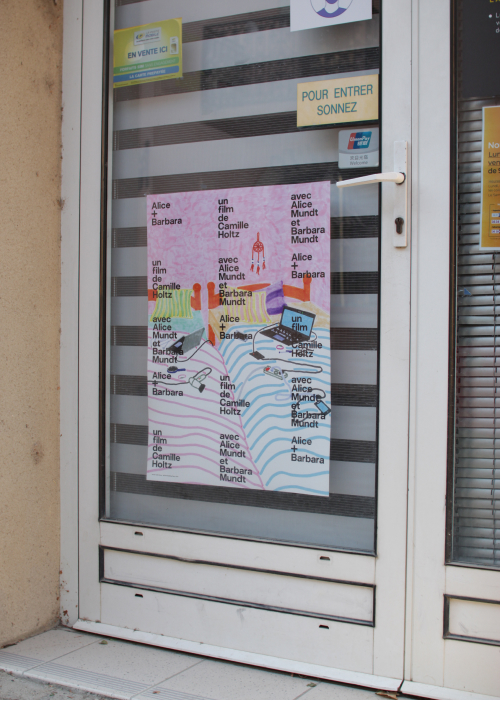 EN VENTE ICI
POUR ENTRER
SONNEZ
Alice
+
Barbara
un
film
de
Camille
Holtz
avec
Alice
Mundt
et
Barbara
Mundt
un
film
de
Camille
Holtz
avec
Alice
Mundt
et
Barbara
Mundt
Alice
+
Barbara
avec
Alice
Mundt
et
Barbara
Mundt
Alice
+
Barbara
un
film
de
Camille
Holtz
Alice
+
Barbara
un
film
de
Camille
Holtz
avec
Alice
Mundt
et
Barbara
Mundt
un
film
de
Camille
Holtz
avec
Alice
Mundt
et
Barbara
Mundt
Alice
+
Barbara